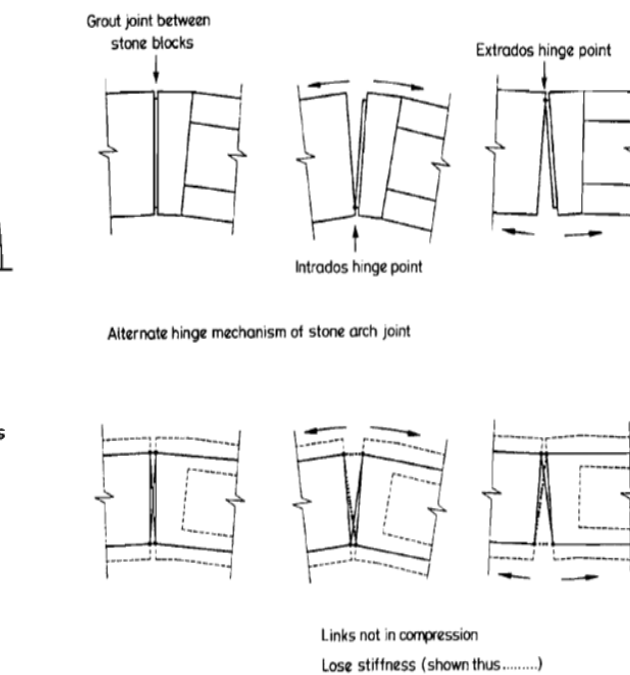 Grout joint between
stone blocks
Extrados hinge point
Intrados hinge point
Alternate hinge mechanism of stone arch joint
s
Links not in compression
Lose stiffness (shown thus.........)